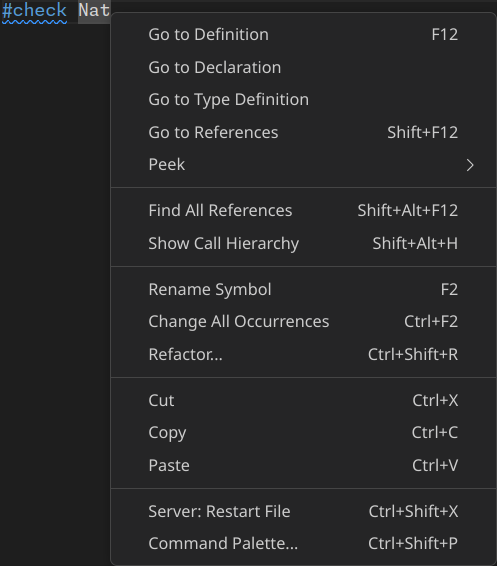 #check Nat
Go to Definition F12
Go to Declaration
Go to Type Definition
Go to References Shift+F12
Peek
Find All References Shift+Alt+F12
Show Call Hierarchy Shift+Alt+H
Rename Symbol F2
Change All Occurrences Ctrl+F2
Refactor... Ctrl+Shift+R
Cut Ctrl+X
Copy Ctrl+C
Paste Ctrl+V
Server: Restart File Ctrl+Shift+X
Command Palette... Ctrl+Shift+P